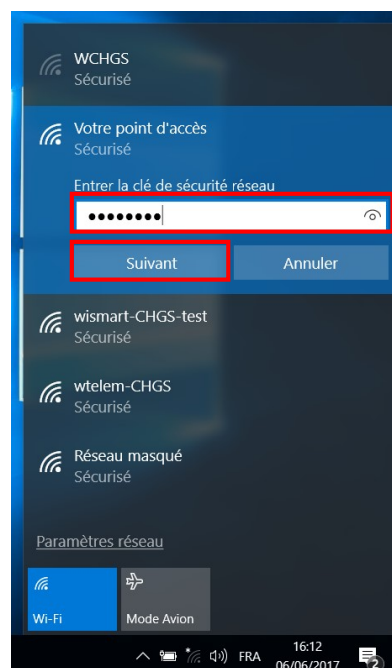 WCHGS
Sécurisé
Votre point d'accès
Sécurisé
Entrer la clé de sécurité réseau
●●●●●●●●
Suivant Annuler
wismart-CHGS-test
Sécurisé
wtelem-CHGS
Sécurisé
Réseau masqué
Sécurisé
Paramètres réseau
Wi-Fi Mode Avion
FRA 16:12
06/06/2017 2